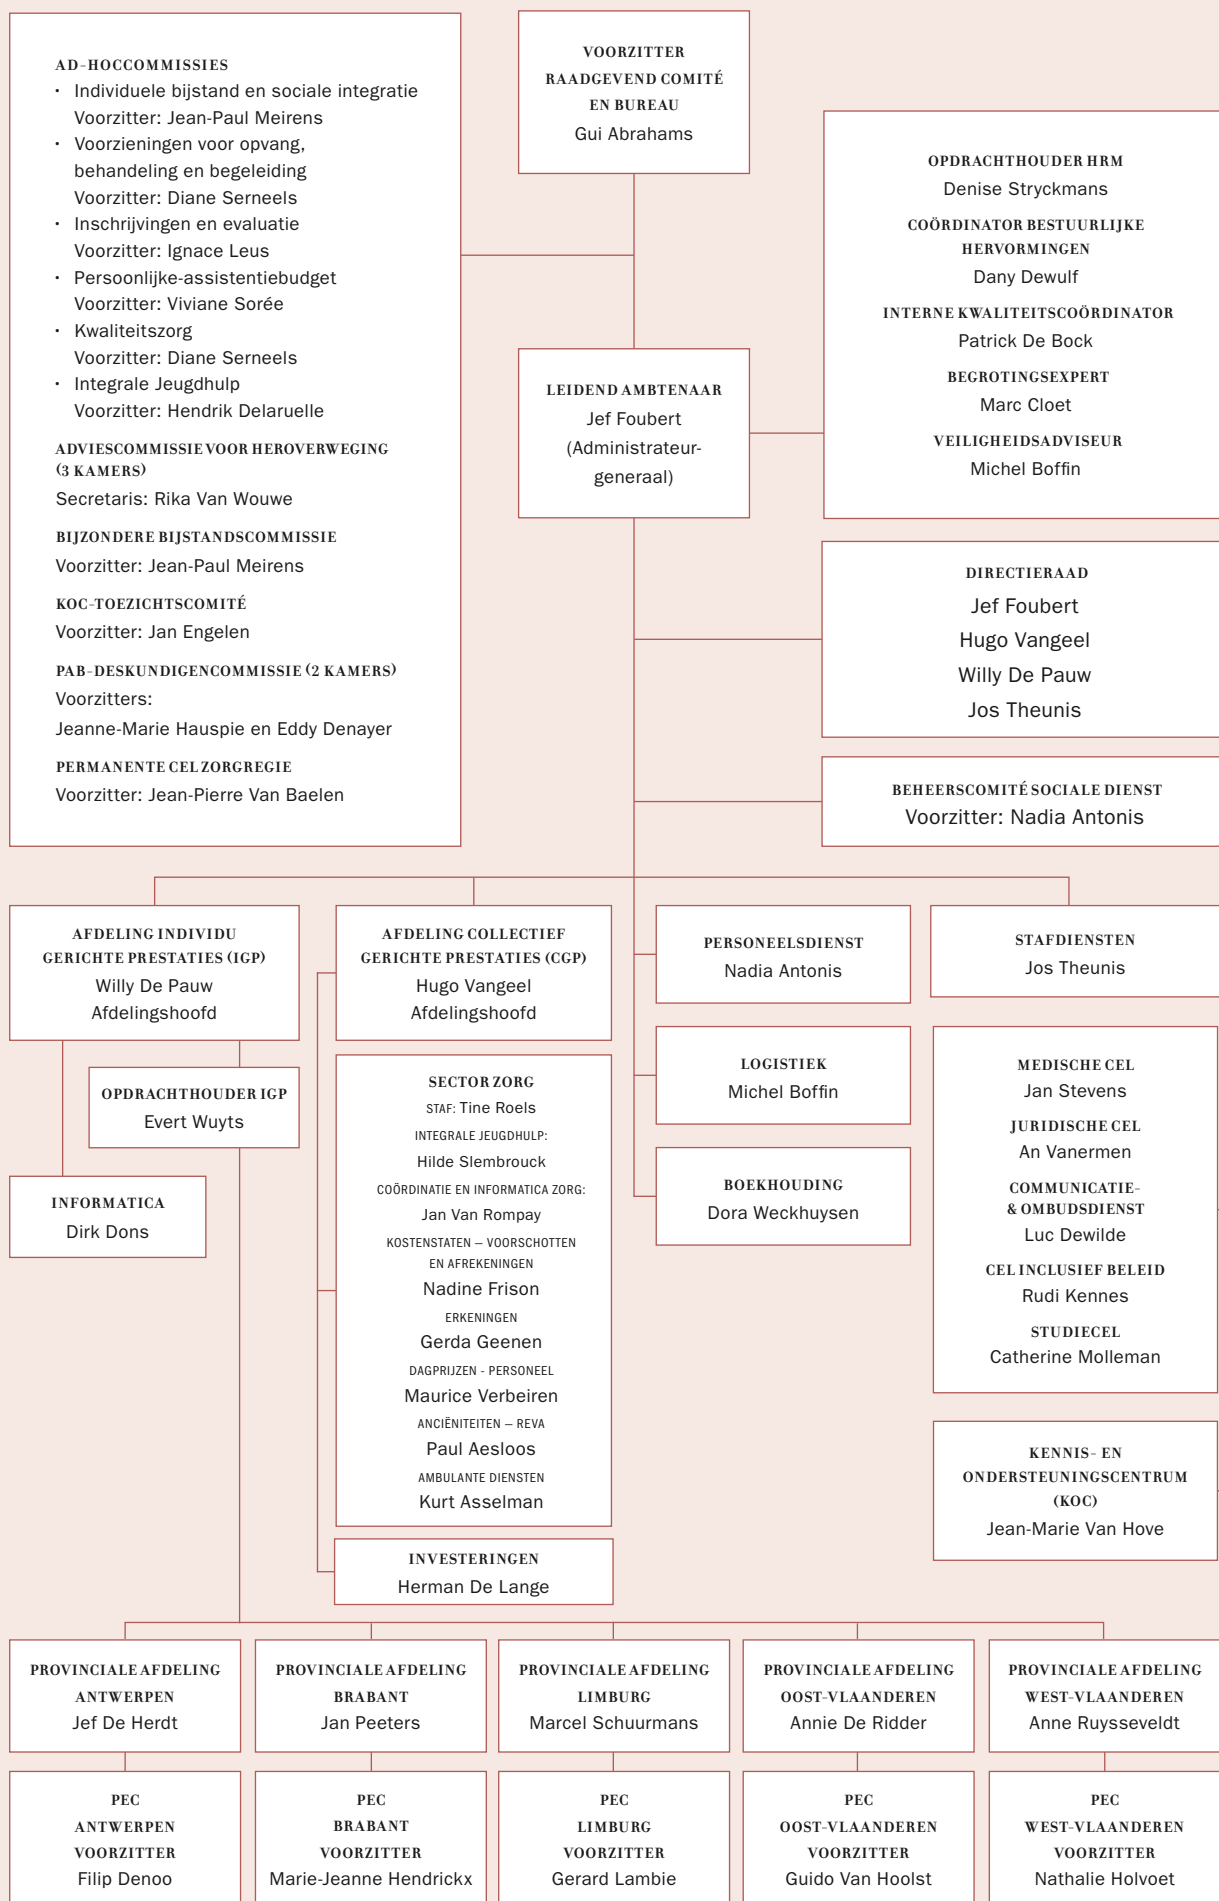 AD-HOCCOMMISSIES
· Individuele bijstand en sociale integratie
Voorzitter: Jean-Paul Meirens
· Voorzieningen voor opvang,
behandeling en begeleiding
Voorzitter: Diane Serneels
· Inschrijvingen en evaluatie
Voorzitter: Ignace Leus
· Persoonlijke-assistentiebudget
Voorzitter: Viviane Sorée
· Kwaliteitszorg
Voorzitter: Diane Serneels
· Integrale Jeugdhulp
Voorzitter: Hendrik Delaruelle
ADVIESCOMMISSIE VOOR HEROVERWEGING
(3 KAMERS)
Secretaris: Rika Van Wouwe
BIJZONDERE BIJSTANDSCOMMISSIE
Voorzitter: Jean-Paul Meirens
KOC-TOEZICHTSCOMITÉ
Voorzitter: Jan Engelen
PAB-DESKUNDIGENCOMMISSIE (2 KAMERS)
Voorzitters:
Jeanne-Marie Hauspie en Eddy Denayer
PERMANENTE CEL ZORGREGIE
Voorzitter: Jean-Pierre Van Baelen
VOORZITTER
RAADGEVEND COMITÉ
EN BUREAU
Gui Abrahams
LEIDEND AMBTENAAR
Jef Foubert
(Administrateur-
generaal)
OPDRACHTHOUDER HRM
Denise Stryckmans
COÖRDINATOR BESTUURLIJKE
HERVORMINGEN
Dany Dewulf
INTERNE KWALITEITSCOÖRDINATOR
Patrick De Bock
BEGROTINGSEXPERT
Marc Cloet
VEILIGHEIDSADVISEUR
Michel Boffin
DIRECTIERAAD
Jef Foubert
Hugo Vangeel
Willy De Pauw
Jos Theunis
BEHEERSCOMITÉ SOCIALE DIENST
Voorzitter: Nadia Antonis
AFDELING INDIVIDU
GERICHTE PRESTATIES (IGP)
Willy De Pauw
Afdelingshoofd
OPDRACHTHOUDER IGP
Evert Wuyts
INFORMATICA
Dirk Dons
AFDELING COLLECTIEF
GERICHTE PRESTATIES (CGP)
Hugo Vangeel
Afdelingshoofd
SECTOR ZORG
STAF: Tine Roels
INTEGRALE JEUGDHULP:
Hilde Slembrouck
COÖRDINATIE EN INFORMATICA ZORG:
Jan Van Rompay
KOSTENSTATEN – VOORSCHOTTEN
EN AFREKENINGEN
Nadine Frison
ERKENINGEN
Gerda Geenen
DAGPRIJZEN - PERSONEEL
Maurice Verbeiren
ANCIËNITEITEN – REVA
Paul Aesloos
AMBULANTE DIENSTEN
Kurt Asselman
INVESTERINGEN
Herman De Lange
PERSONEELSDIENST
Nadia Antonis
LOGISTIEK
Michel Boffin
BOEKHOUDING
Dora Weckhuysen
STAFDIENSTEN
Jos Theunis
MEDISCHE CEL
Jan Stevens
JURIDISCHE CEL
An Vanermen
COMMUNICATIE-
& OMBUDSDIENST
Luc Dewilde
CEL INCLUSIEF BELEID
Rudi Kennes
STUDIECEL
Catherine Molleman
KENNIS- EN
ONDERSTEUNINGSCENTRUM
(KOC)
Jean-Marie Van Hove
PROVINCIALE AFDELING
ANTWERPEN
Jef De Herdt
PROVINCIALE AFDELING
BRABANT
Jan Peeters
PROVINCIALE AFDELING
LIMBURG
Marcel Schuurmans
PROVINCIALE AFDELING
OOST-VLAANDEREN
Annie De Ridder
PROVINCIALE AFDELING
WEST-VLAANDEREN
Anne Ruysseveldt
PEC
ANTWERPEN
VOORZITTER
Filip Denoo
PEC
BRABANT
VOORZITTER
Marie-Jeanne Hendrickx
PEC
LIMBURG
VOORZITTER
Gerard Lambie
PEC
OOST-VLAANDEREN
VOORZITTER
Guido Van Hoolst
PEC
WEST-VLAANDEREN
VOORZITTER
Nathalie Holvoet